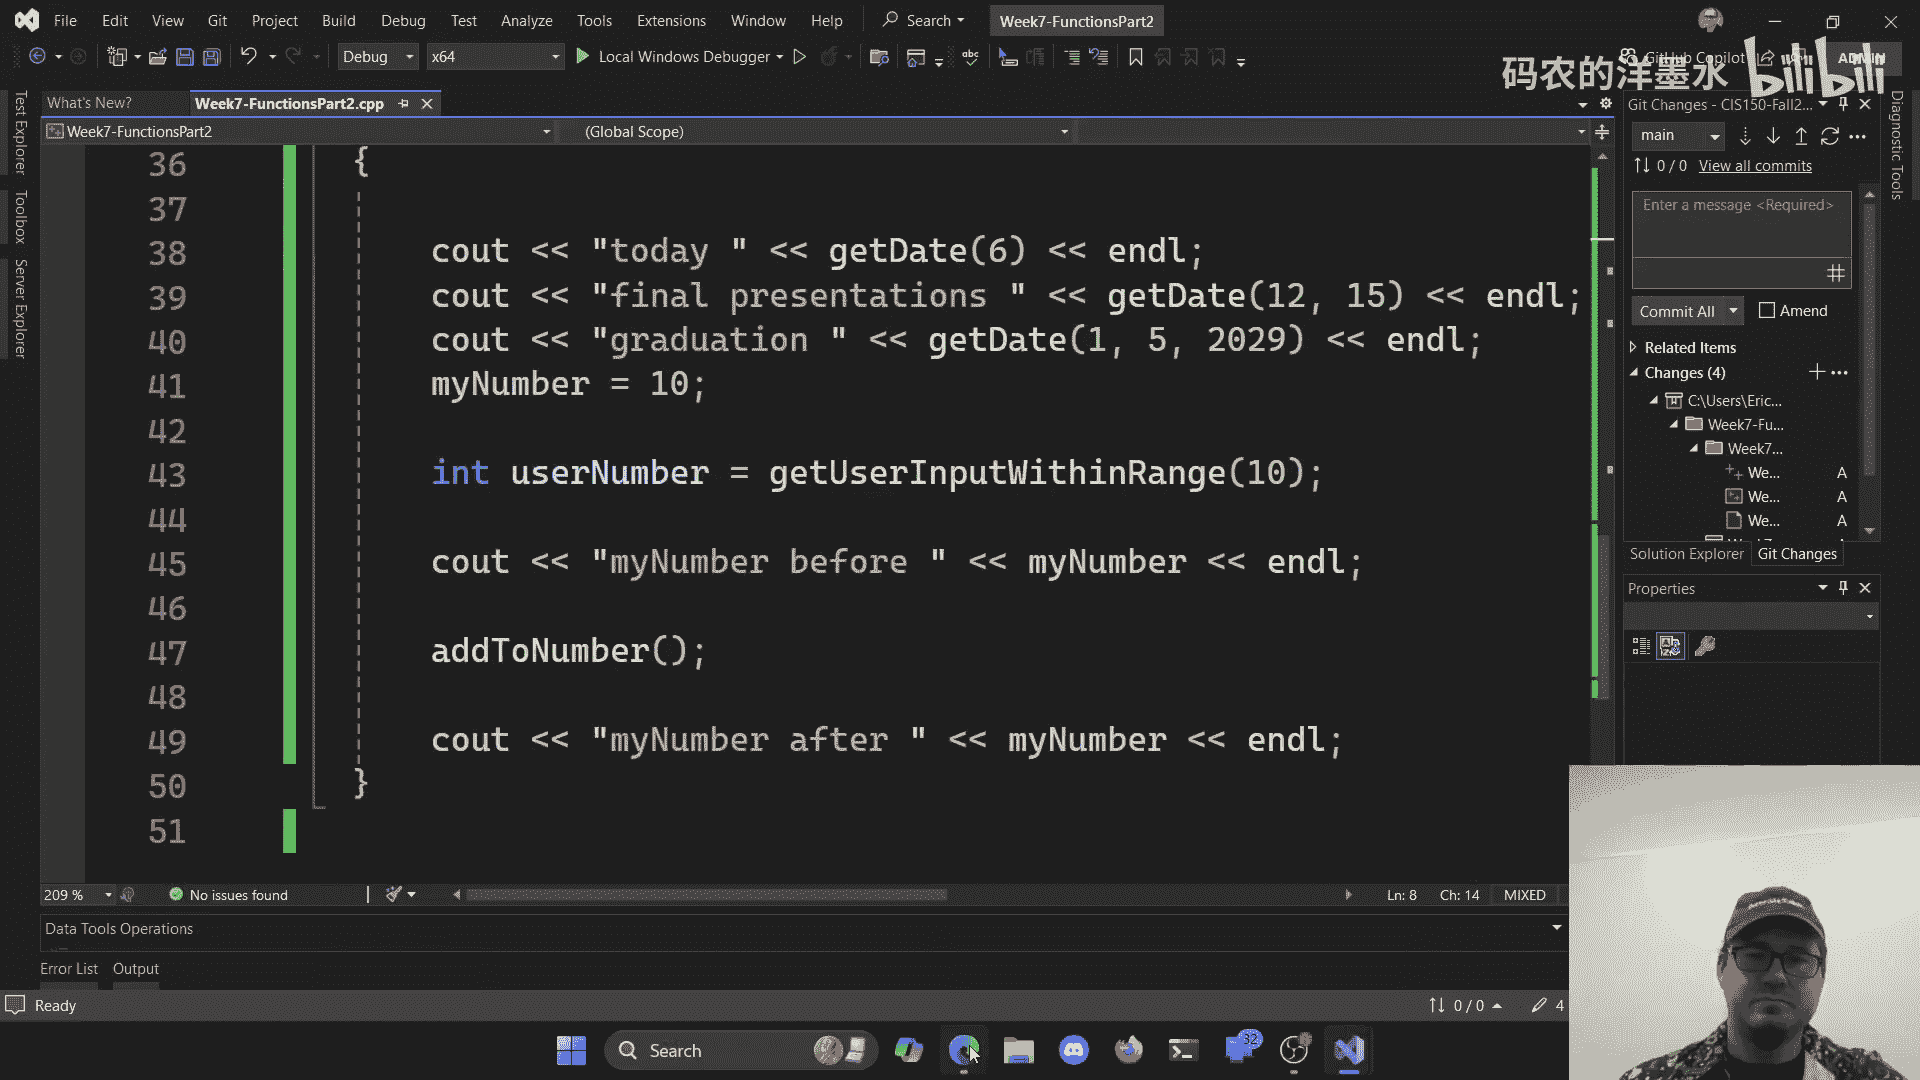 File Edit View Git Project Build Debug Test Analyze Tools Extensions Window Help Search Week7-FunctionsPart2
Debug x64 Local Windows Debugger GitHub Copilot ADMIN
码农的洋墨水 bilibili
What's New? Week7-FunctionsPart2.cpp
Week7-FunctionsPart2 (Global Scope)
36 {
37
38 cout << "today " << getDate(6) << endl;
39 cout << "final presentations " << getDate(12, 15) << endl;
40 cout << "graduation " << getDate(1, 5, 2029) << endl;
41 myNumber = 10;
42
43 int userNumber = getUserInputWithinRange(10);
44
45 cout << "myNumber before " << myNumber << endl;
46
47 addToNumber();
48
49 cout << "myNumber after " << myNumber << endl;
50 }
51
209 % No issues found Ln: 8 Ch: 14 MIXED
Data Tools Operations
Error List Output
Ready 0 / 0 4
Search
32
Test Explorer
Toolbox
Server Explorer
Git Changes - CIS150-Fall2...
main
0 / 0 View all commits
Enter a message <Required>
Commit All Amend
Related Items
Changes (4)
C:\Users\Eric...
Week7-Fu...
Week7...
We... A
We... A
We... A
Solution Explorer Git Changes
Properties
Diagnostic Tools